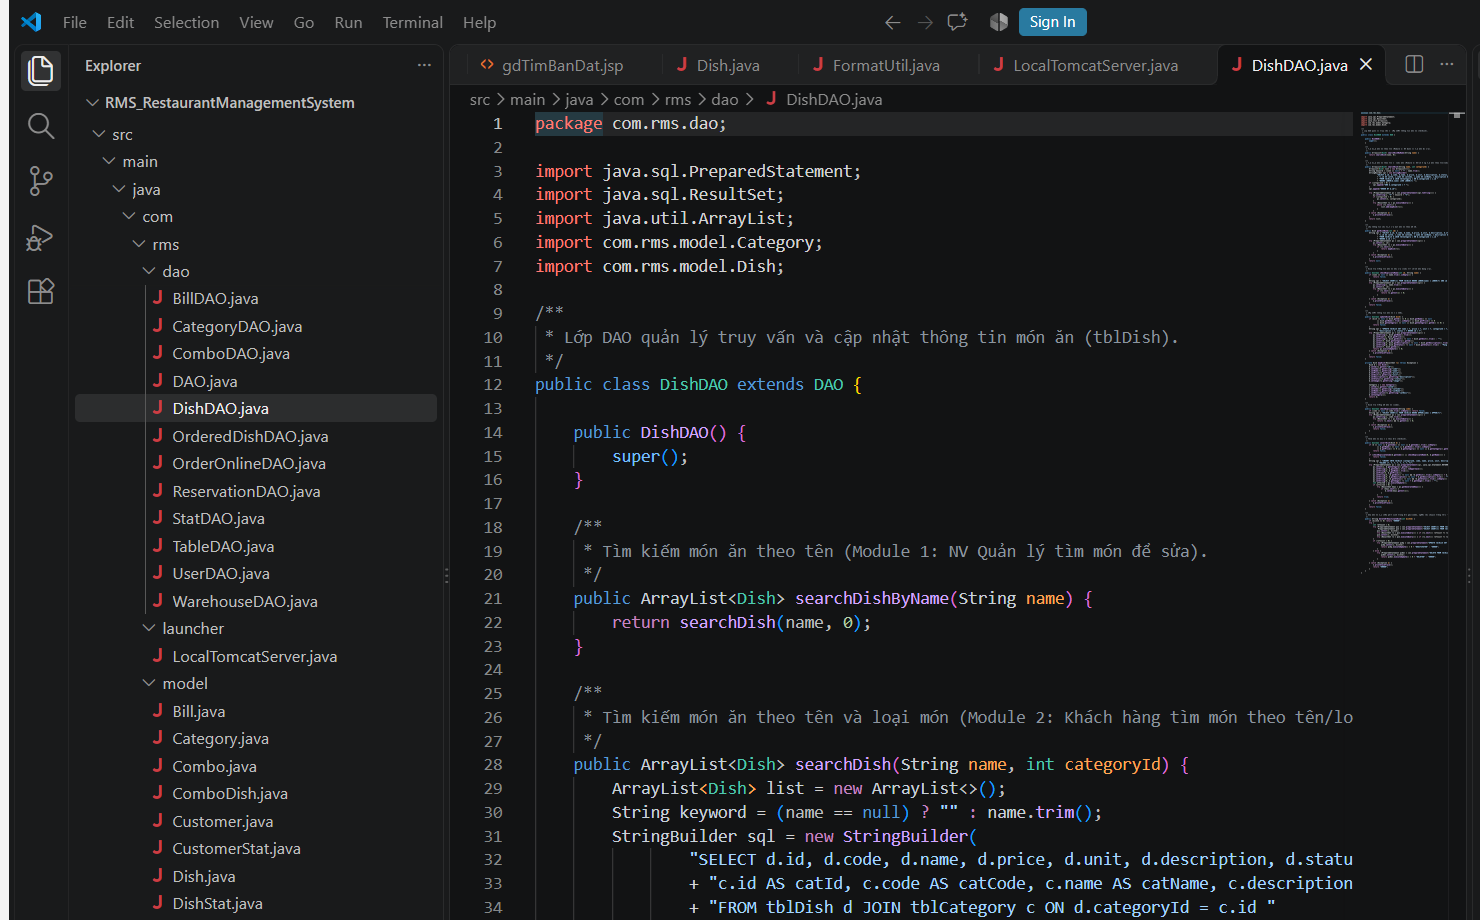 File Edit Selection View Go Run Terminal Help
Sign In
Explorer
RMS_RestaurantManagementSystem
src
main
java
com
rms
dao
BillDAO.java
CategoryDAO.java
ComboDAO.java
DAO.java
DishDAO.java
OrderedDishDAO.java
OrderOnlineDAO.java
ReservationDAO.java
StatDAO.java
TableDAO.java
UserDAO.java
WarehouseDAO.java
launcher
LocalTomcatServer.java
model
Bill.java
Category.java
Combo.java
ComboDish.java
Customer.java
CustomerStat.java
Dish.java
DishStat.java
gdTimBanDat.jsp
Dish.java
FormatUtil.java
LocalTomcatServer.java
DishDAO.java
src > main > java > com > rms > dao > DishDAO.java
1 package com.rms.dao;
2
3 import java.sql.PreparedStatement;
4 import java.sql.ResultSet;
5 import java.util.ArrayList;
6 import com.rms.model.Category;
7 import com.rms.model.Dish;
8
9 /**
10 * Lớp DAO quản lý truy vấn và cập nhật thông tin món ăn (tblDish).
11 */
12 public class DishDAO extends DAO {
13
14 public DishDAO() {
15 super();
16 }
17
18 /**
19 * Tìm kiếm món ăn theo tên (Module 1: NV Quản lý tìm món để sửa).
20 */
21 public ArrayList<Dish> searchDishByName(String name) {
22 return searchDish(name, 0);
23 }
24
25 /**
26 * Tìm kiếm món ăn theo tên và loại món (Module 2: Khách hàng tìm món theo tên/lo
27 */
28 public ArrayList<Dish> searchDish(String name, int categoryId) {
29 ArrayList<Dish> list = new ArrayList<>();
30 String keyword = (name == null) ? "" : name.trim();
31 StringBuilder sql = new StringBuilder(
32 "SELECT d.id, d.code, d.name, d.price, d.unit, d.description, d.statu
33 + "c.id AS catId, c.code AS catCode, c.name AS catName, c.description
34 + "FROM tblDish d JOIN tblCategory c ON d.categoryId = c.id "